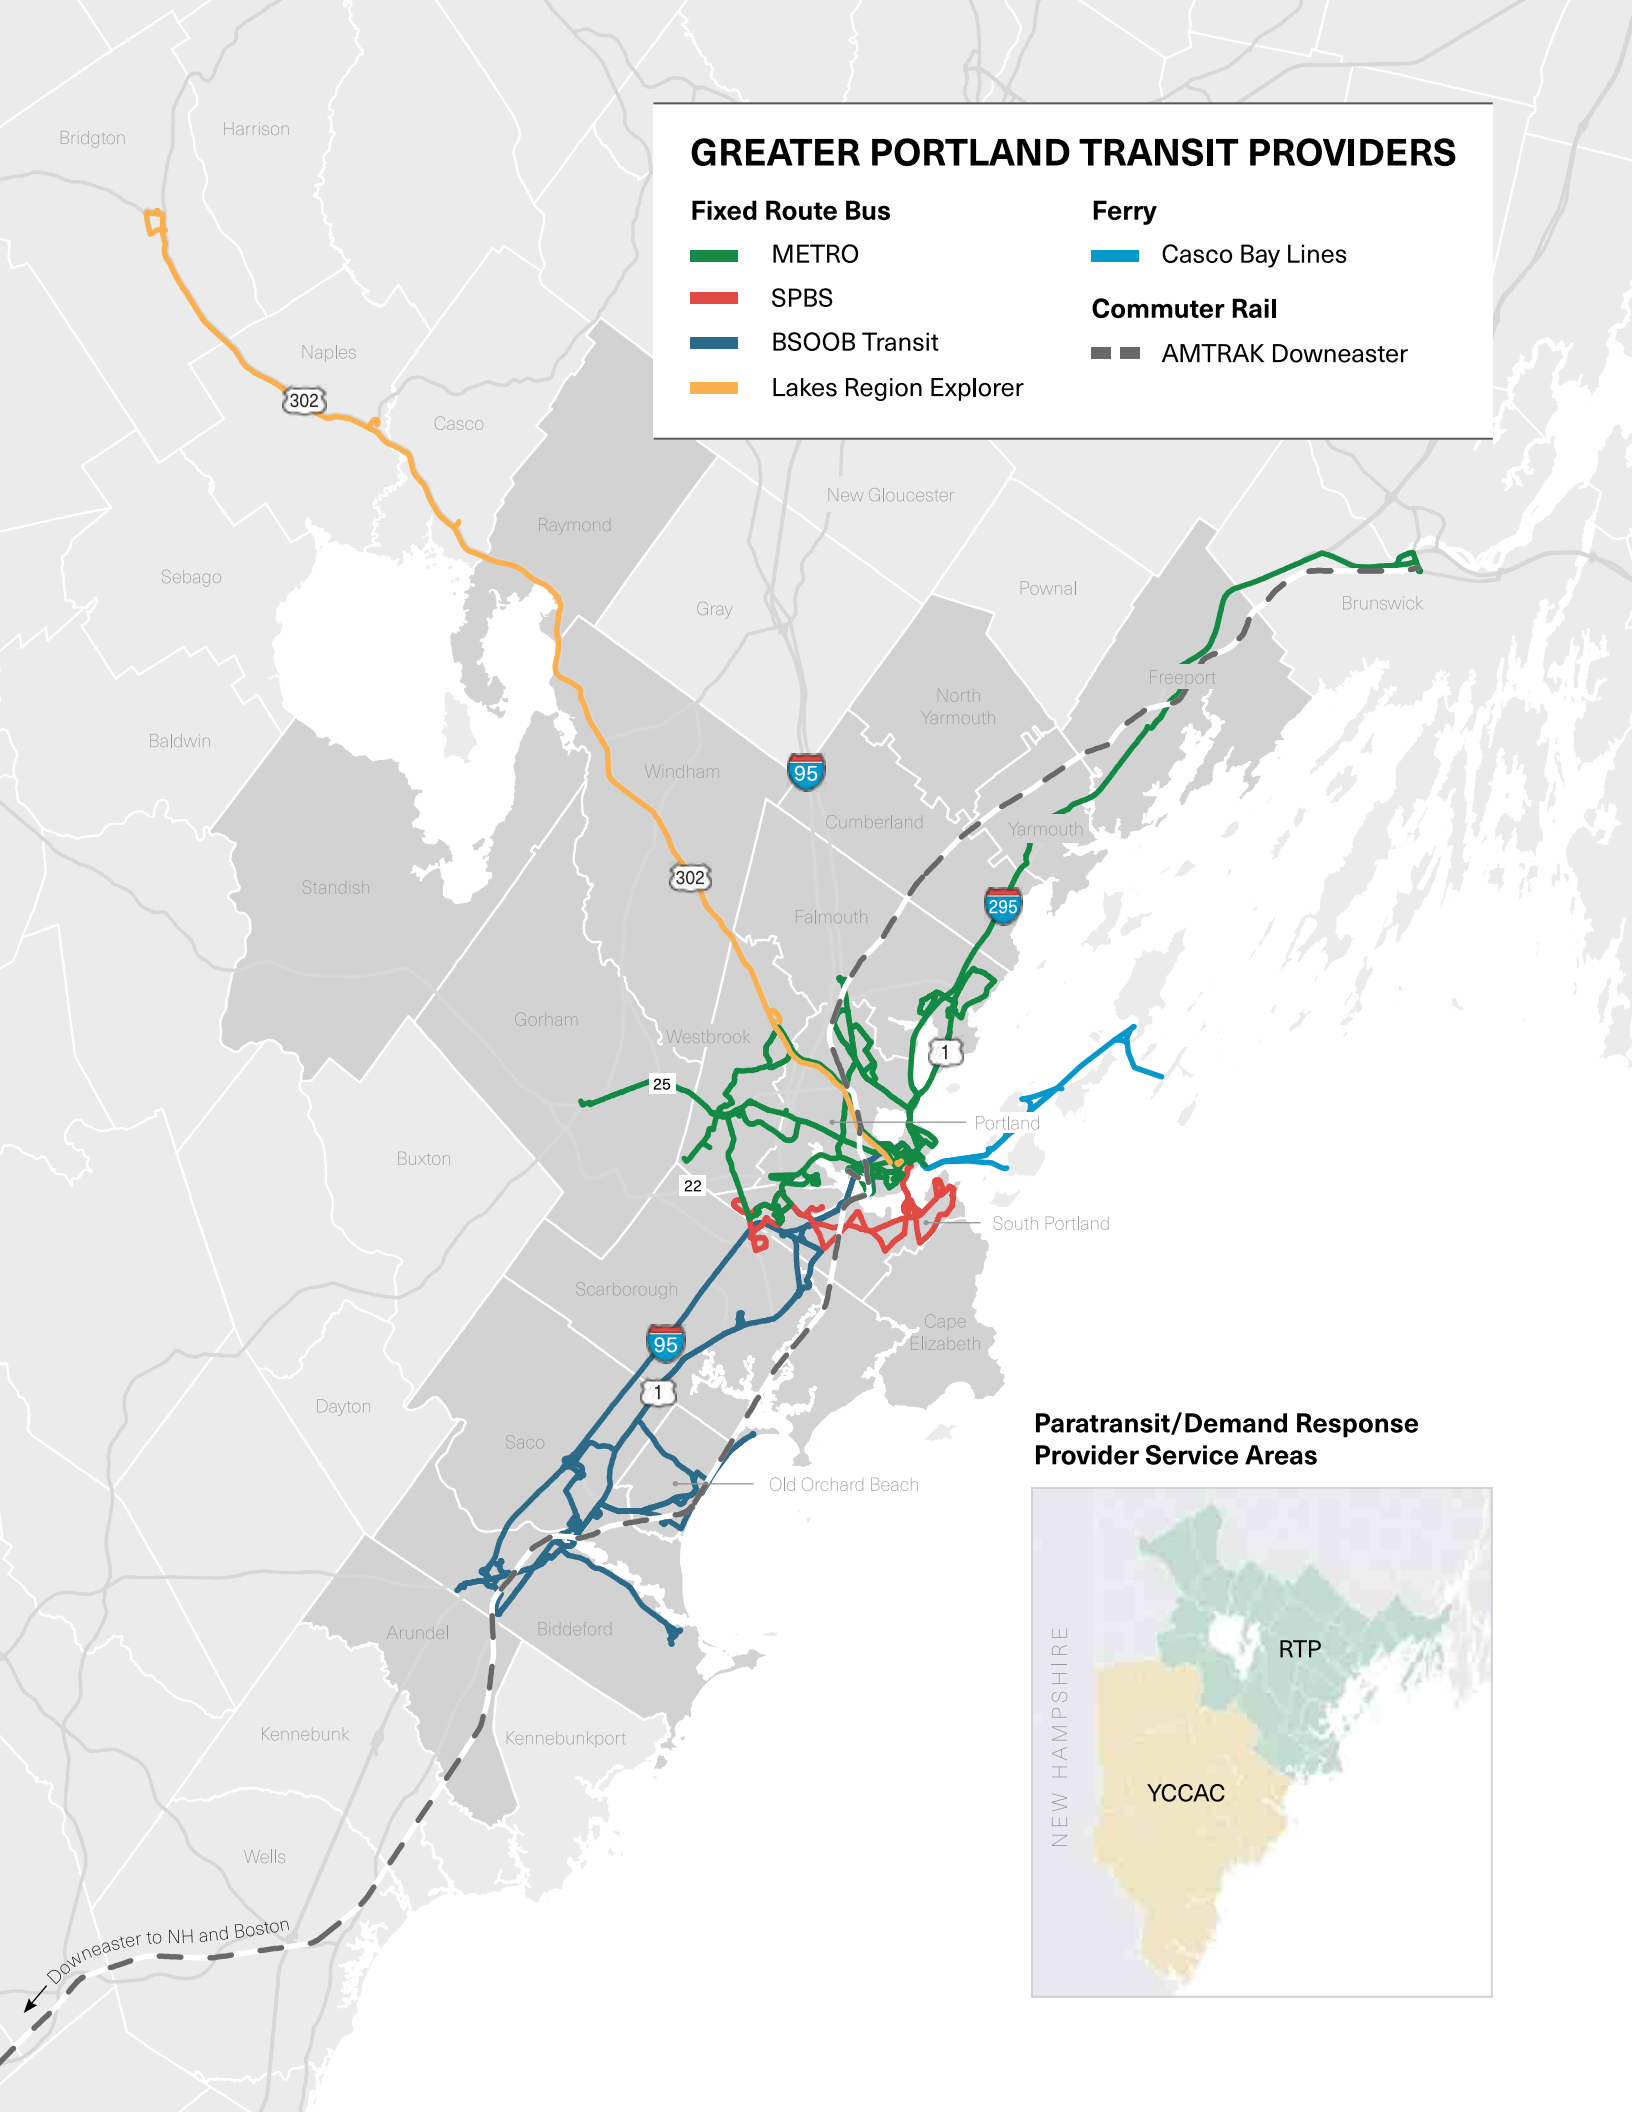 GREATER PORTLAND TRANSIT PROVIDERS
Fixed Route Bus
METRO
SPBS
BSOOB Transit
Lakes Region Explorer
Ferry
Casco Bay Lines
Commuter Rail
AMTRAK Downeaster
Bridgton
Harrison
Naples
302
Casco
New Gloucester
Raymond
Sebago
Gray
Pownal
Brunswick
Freeport
North
Yarmouth
Baldwin
Windham
95
Cumberland
Yarmouth
302
Standish
295
Falmouth
Gorham
Westbrook
1
25
Portland
Buxton
22
South Portland
Scarborough
Cape
Elizabeth
95
1
Dayton
Saco
Old Orchard Beach
Arundel
Biddeford
Kennebunk
Kennebunkport
Wells
Downeaster to NH and Boston
Paratransit/Demand Response
Provider Service Areas
NEW HAMPSHIRE
RTP
YCCAC